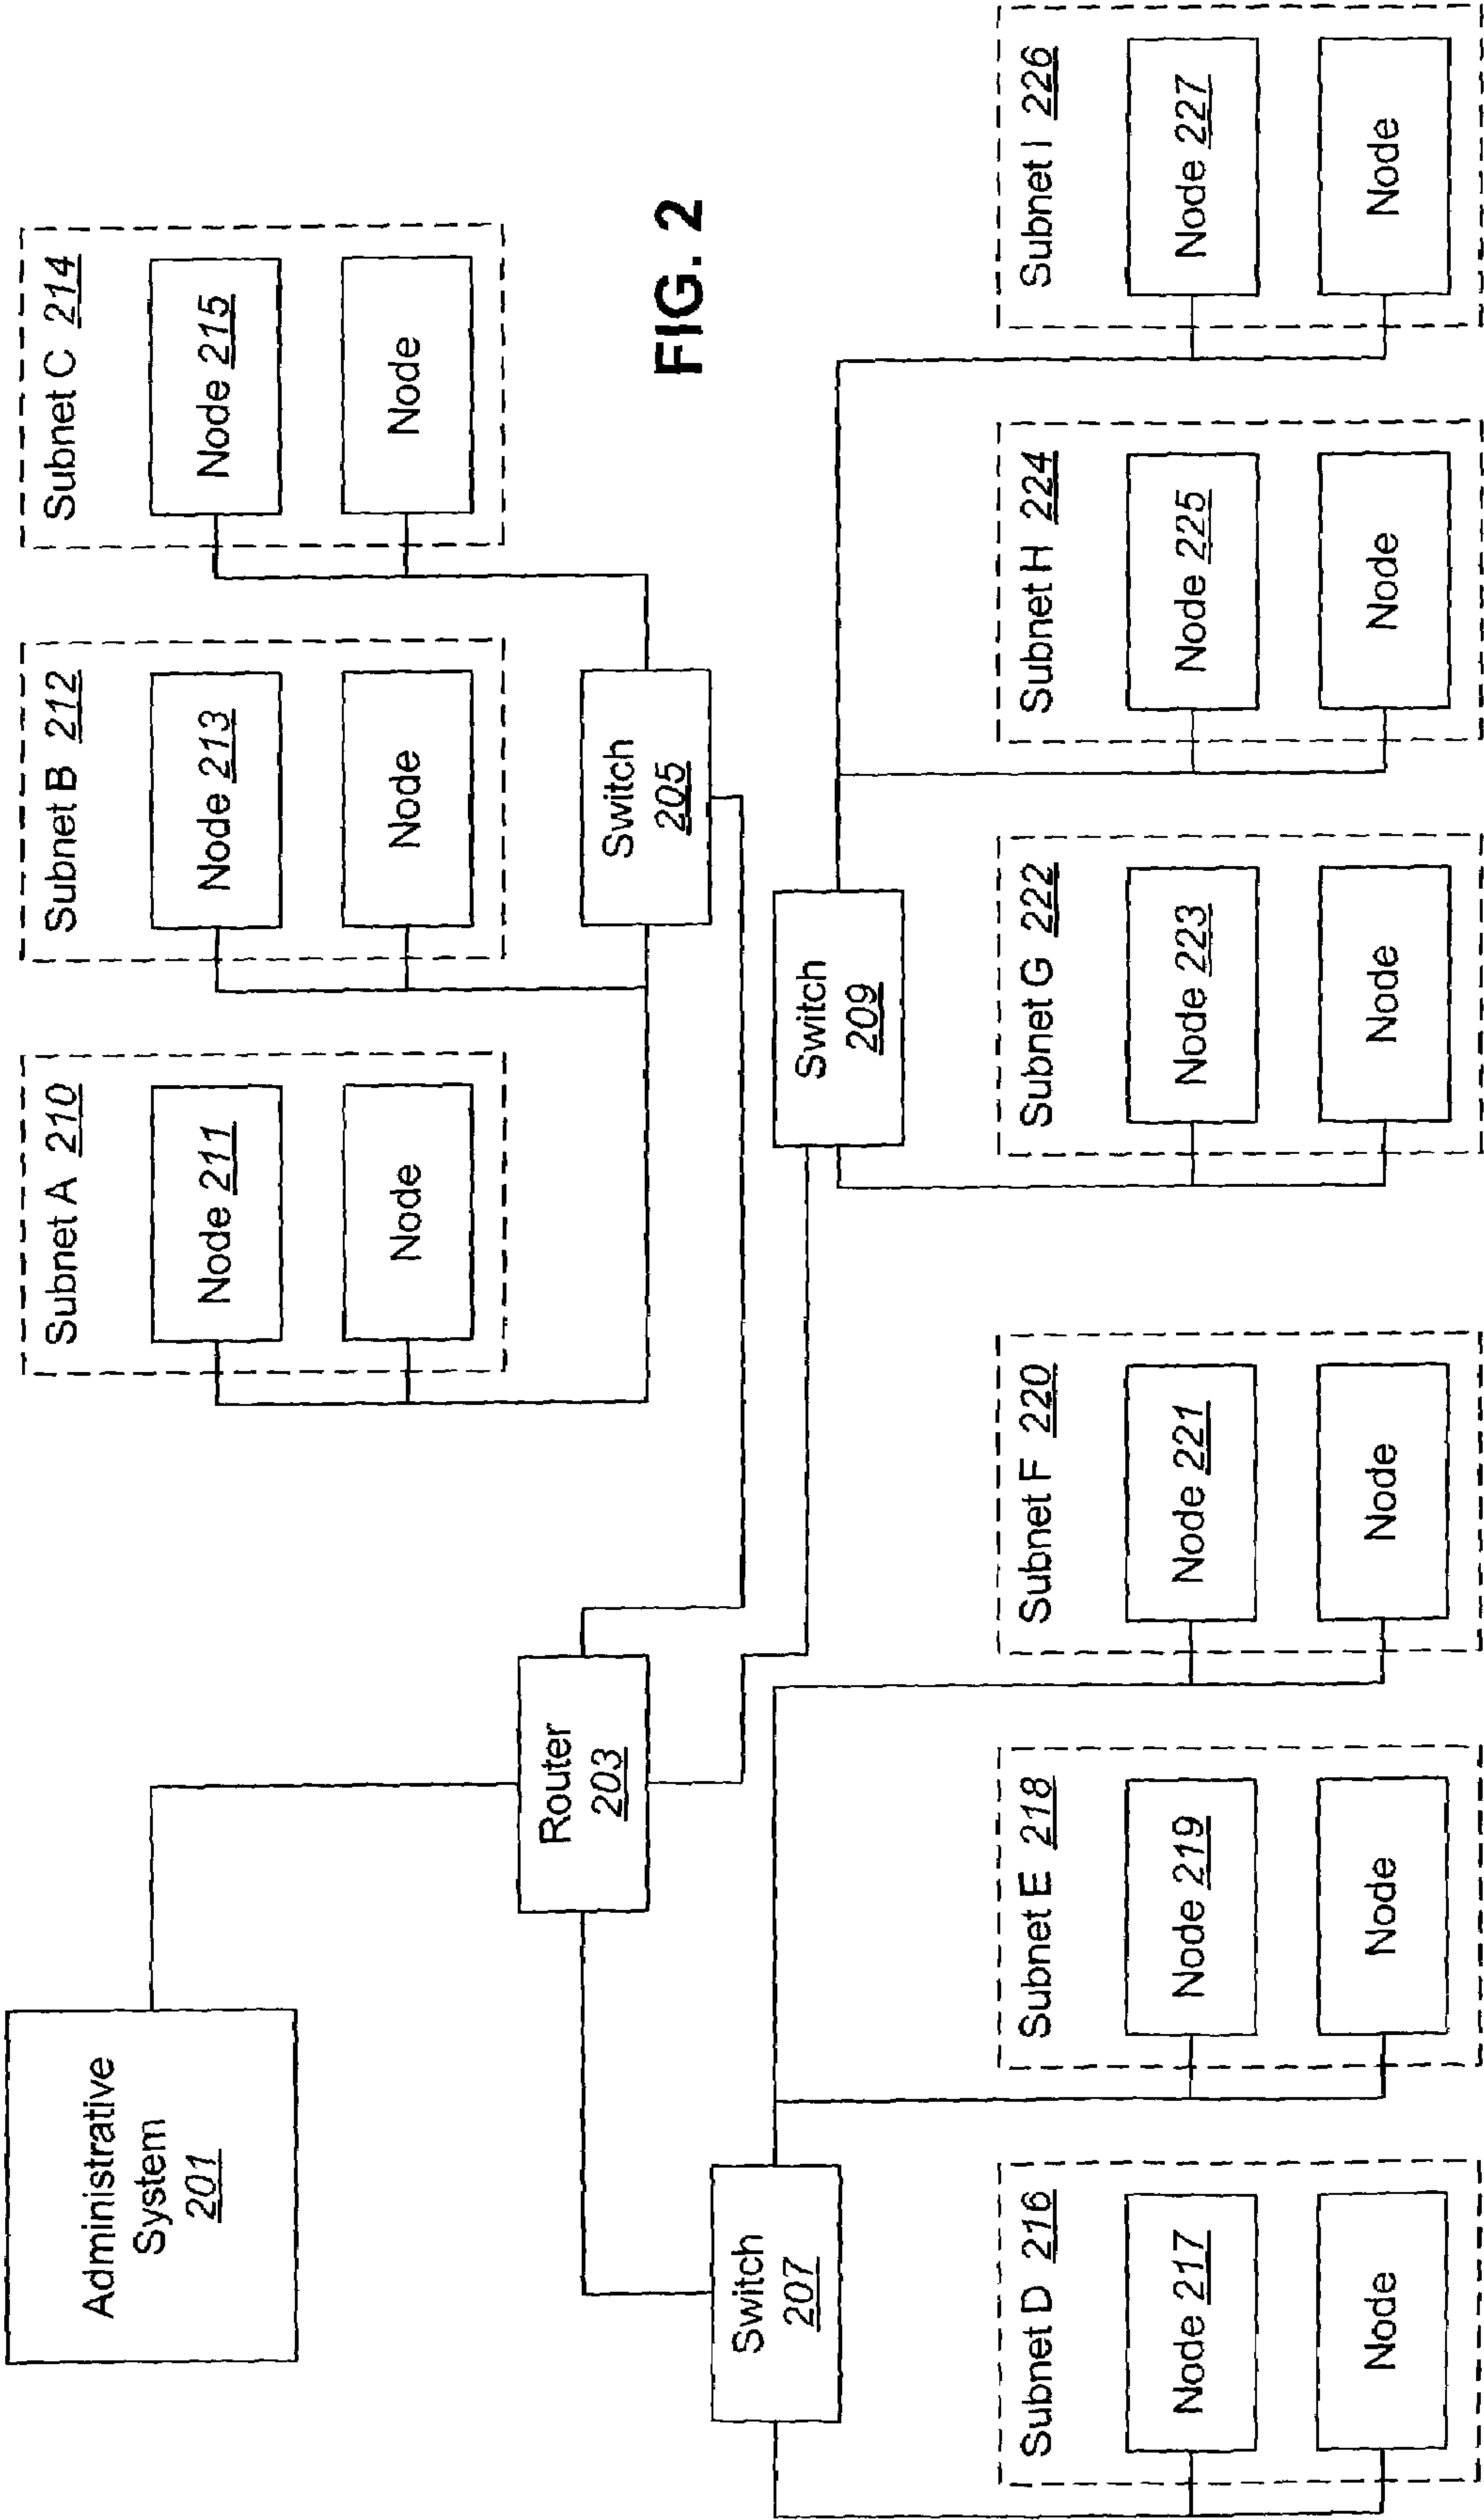 Administrative
System
201
Router
203
Subnet A 210
Node 211
Node
Subnet B 212
Node 213
Node
Subnet C 214
Node 215
Node
Switch
205
FIG. 2
Switch
207
Switch
209
Subnet D 216
Node 217
Node
Subnet E 218
Node 219
Node
Subnet F 220
Node 221
Node
Subnet G 222
Node 223
Node
Subnet H 224
Node 225
Node
Subnet I 226
Node 227
Node